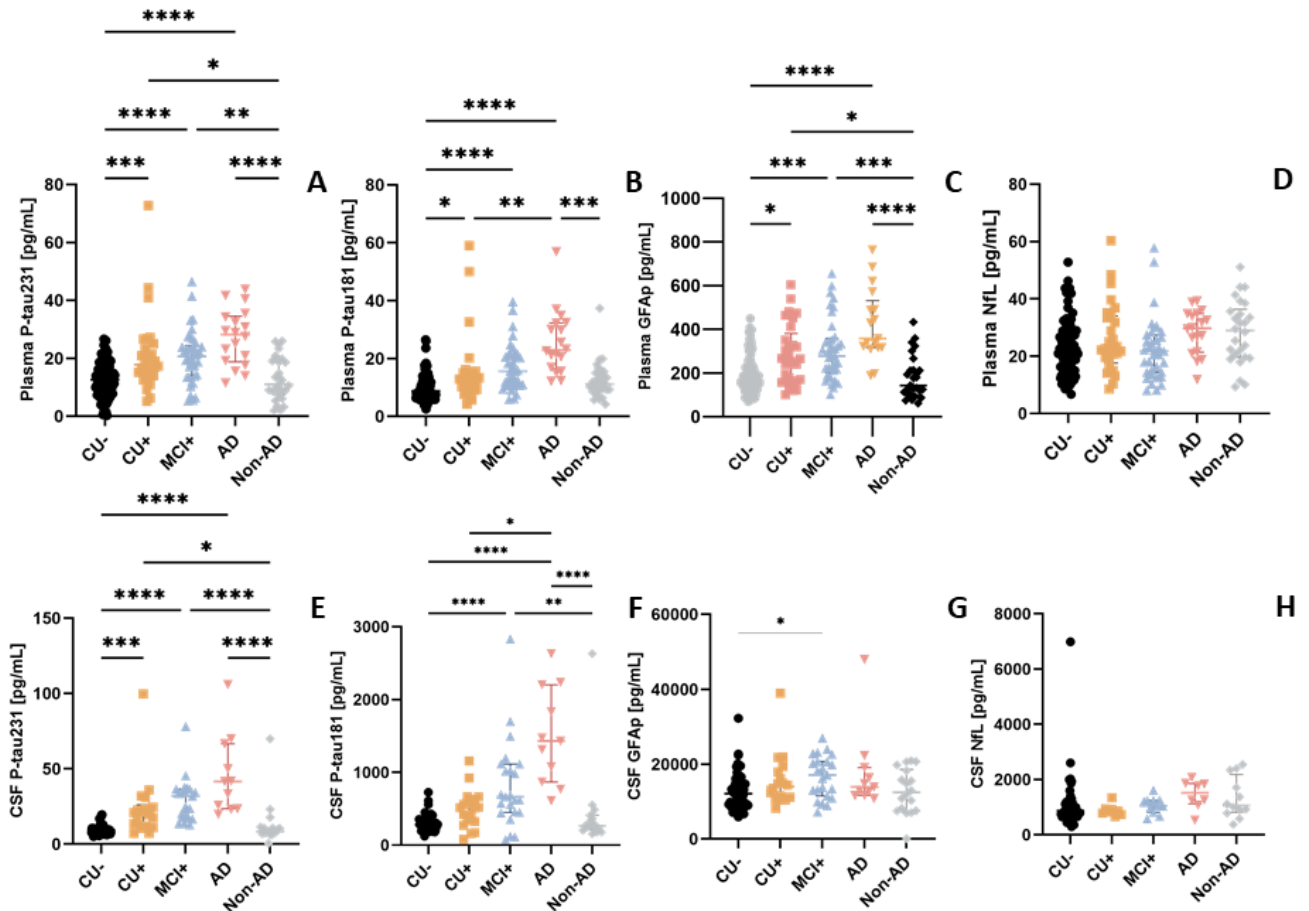 ****
*
****
**
***
****
A
Plasma P-tau231 [pg/mL]
80
60
40
20
0
CU-
CU+
MCI+
AD
Non-AD
****
****
*
**
***
B
Plasma P-tau181 [pg/mL]
80
60
40
20
0
CU-
CU+
MCI+
AD
Non-AD
****
*
***
***
*
****
C
Plasma GFAp [pg/mL]
1000
800
600
400
200
0
CU-
CU+
MCI+
AD
Non-AD
D
Plasma NfL [pg/mL]
80
60
40
20
0
CU-
CU+
MCI+
AD
Non-AD
****
*
****
****
***
****
E
CSF P-tau231 [pg/mL]
150
100
50
0
CU-
CU+
MCI+
AD
Non-AD
*
****
****
****
**
F
CSF P-tau181 [pg/mL]
3000
2000
1000
0
CU-
CU+
MCI+
AD
Non-AD
*
G
CSF GFAp [pg/mL]
60000
40000
20000
0
CU-
CU+
MCI+
AD
Non-AD
H
CSF NfL [pg/mL]
8000
6000
4000
2000
0
CU-
CU+
MCI+
AD
Non-AD